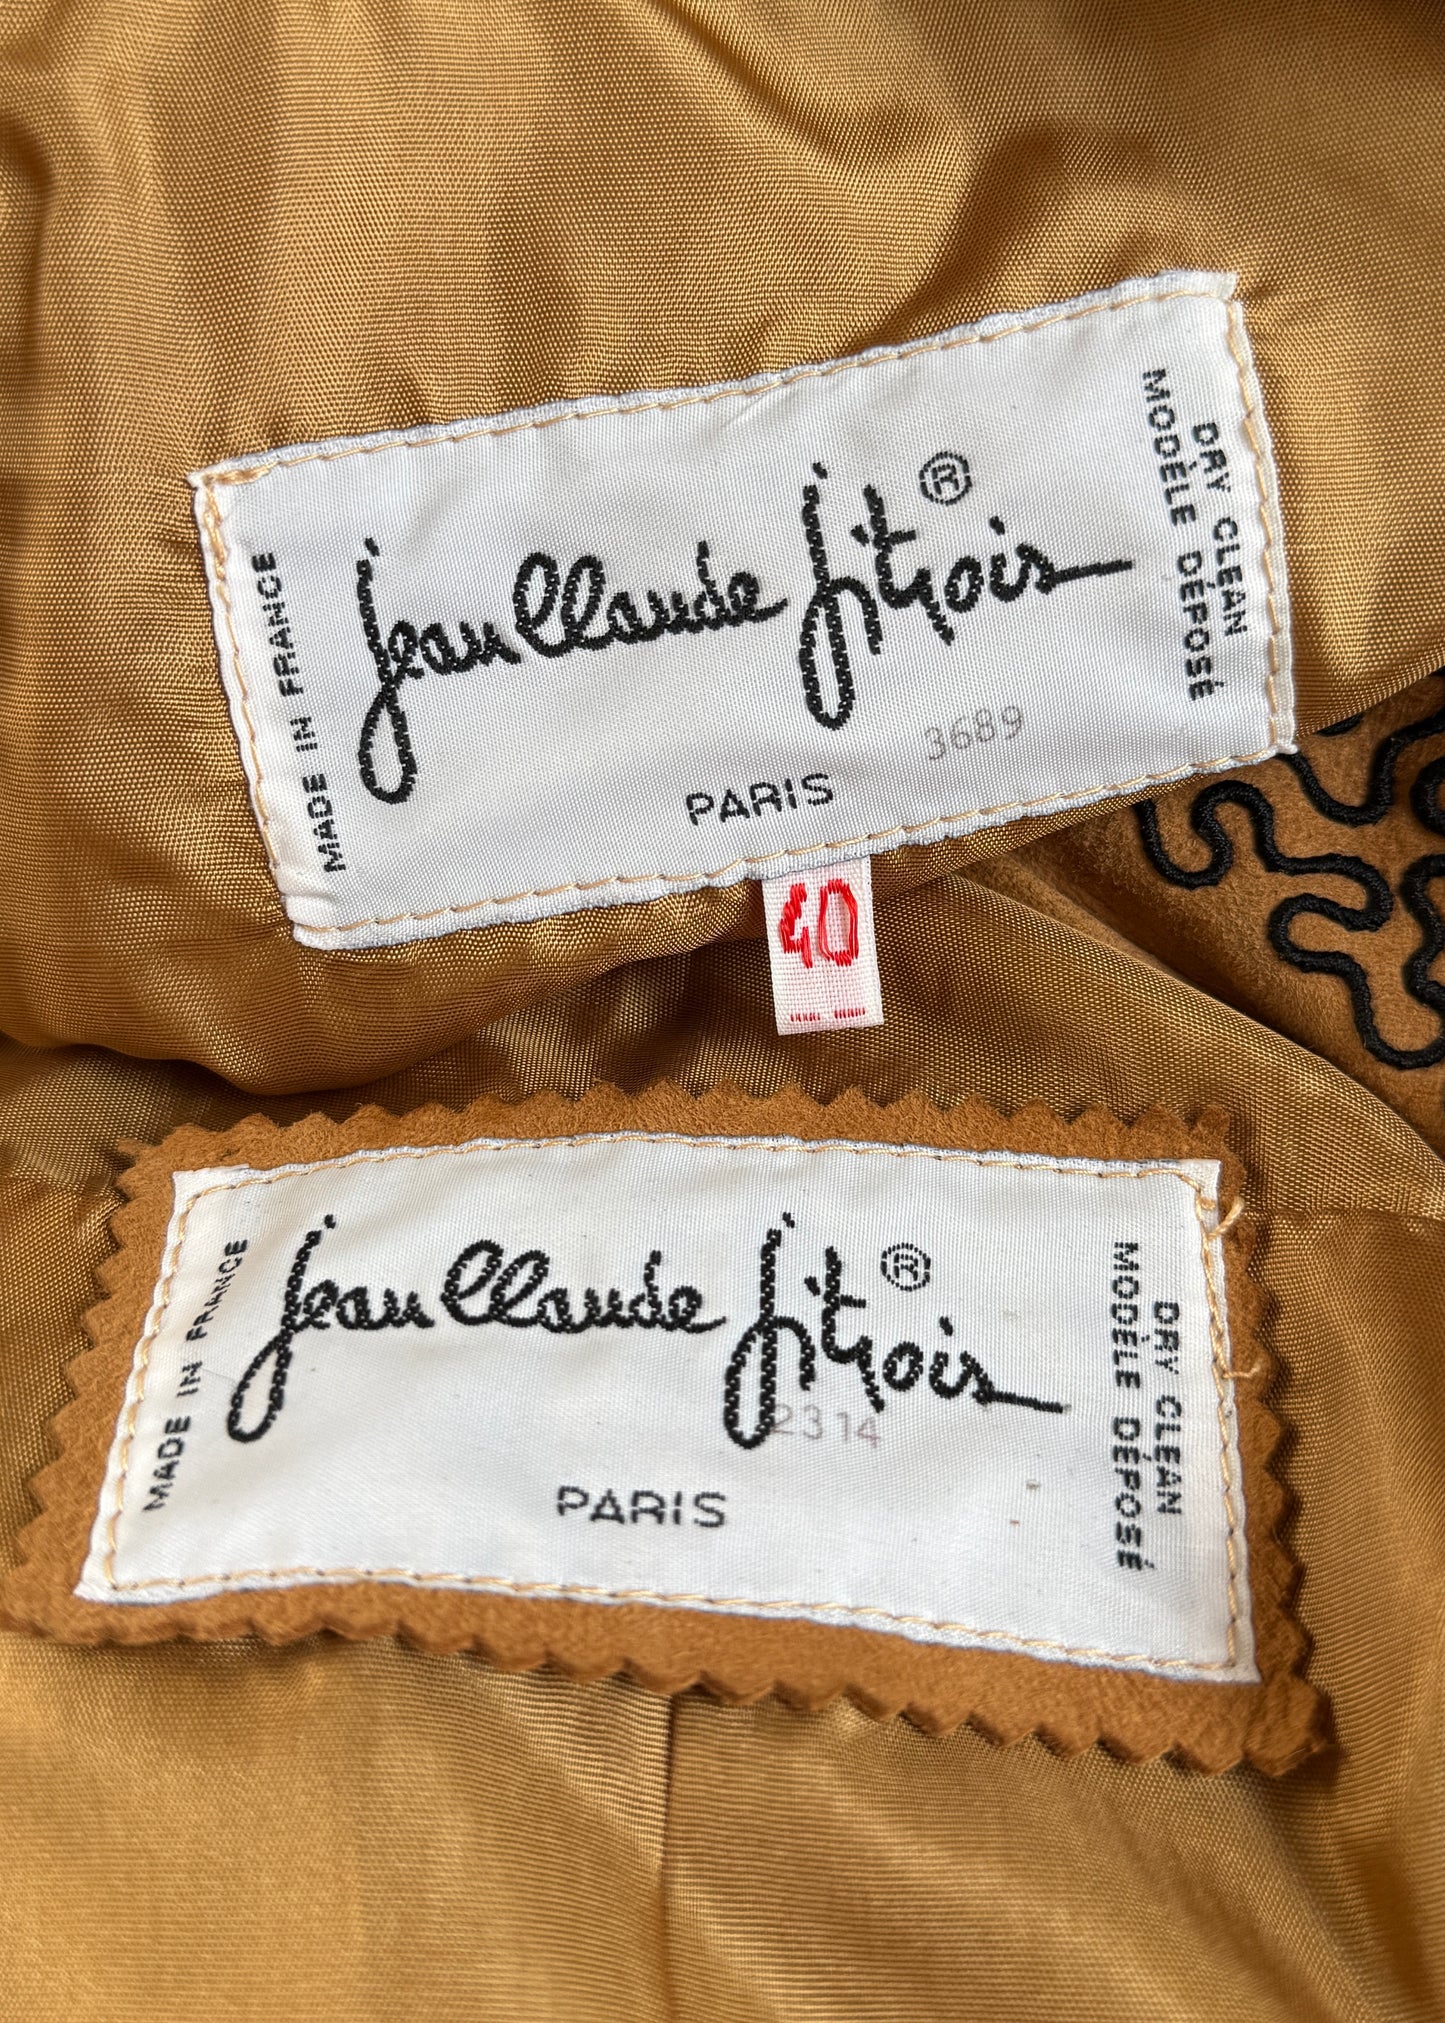 MADE IN FRANCE
jean Claude jitrois ®
3689
PARIS
DRY CLEAN
MODÈLE DÉPOSÉ
40
MADE IN FRANCE
jean Claude jitrois ®
2314
PARIS
DRY CLEAN
MODÈLE DÉPOSÉ